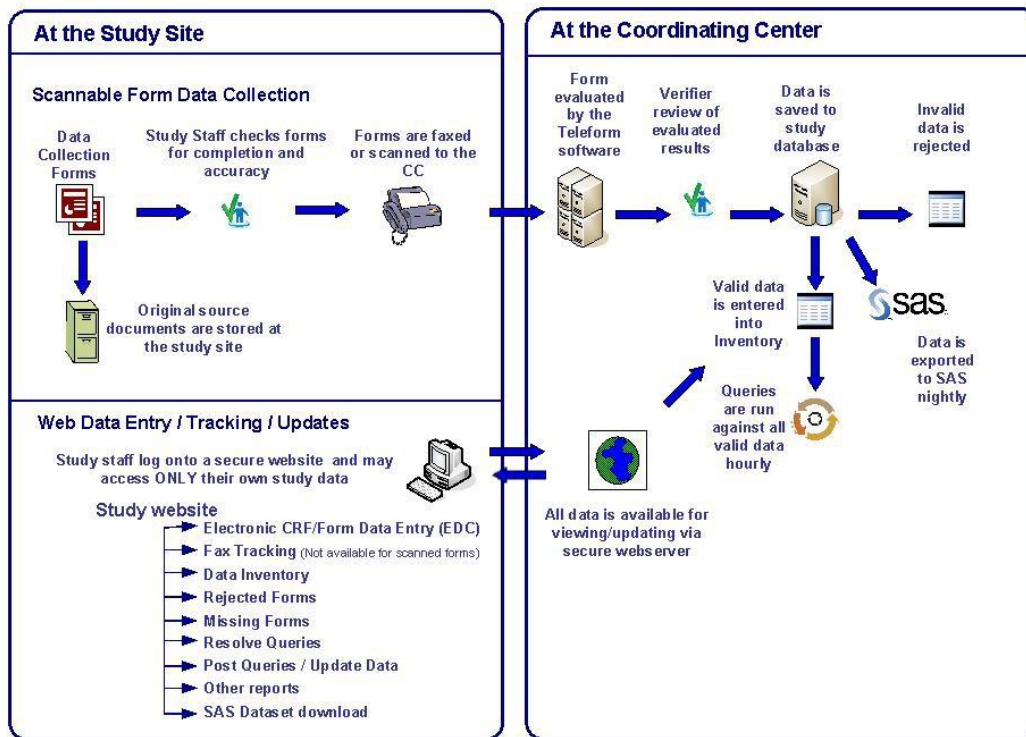 At the Study Site
Scannable Form Data Collection
Data
Collection
Forms
Study Staff checks forms
for completion and
accuracy
Forms are faxed
or scanned to the
CC
Original source
documents are stored at
the study site
Web Data Entry / Tracking / Updates
Study staff log onto a secure website and may
access ONLY their own study data
Study website
Electronic CRF/Form Data Entry (EDC)
Fax Tracking (Not available for scanned forms)
Data Inventory
Rejected Forms
Missing Forms
Resolve Queries
Post Queries / Update Data
Other reports
SAS Dataset download
At the Coordinating Center
Form
evaluated
by the
Teleform
software
Verifier
review of
evaluated
results
Data is
saved to
study
database
Invalid
data is
rejected
Valid data
is entered
into
Inventory
sas
Data is
exported
to SAS
nightly
Queries
are run
against all
valid data
hourly
All data is available for
viewing/updating via
secure webserver